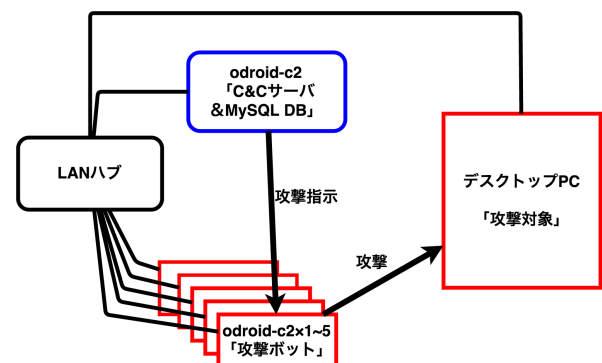 odroid-c2
「C&Cサーバ
&MySQL DB」
LANハブ
デスクトップPC
「攻撃対象」
攻撃指示
攻撃
odroid-c2×1~5
「攻撃ボット」